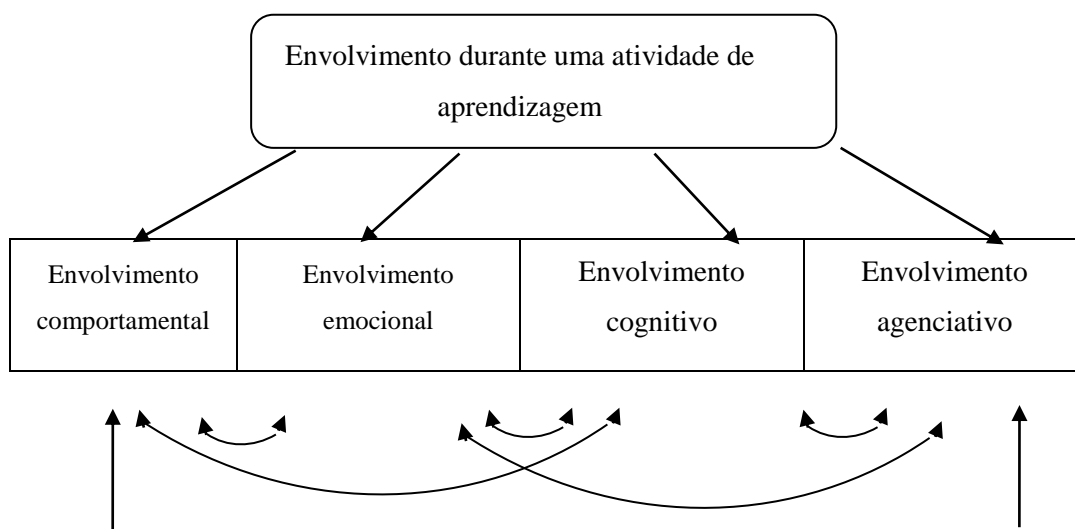 Envolvimento durante uma atividade de
aprendizagem
Envolvimento
comportamental
Envolvimento
emocional
Envolvimento
cognitivo
Envolvimento
agenciativo